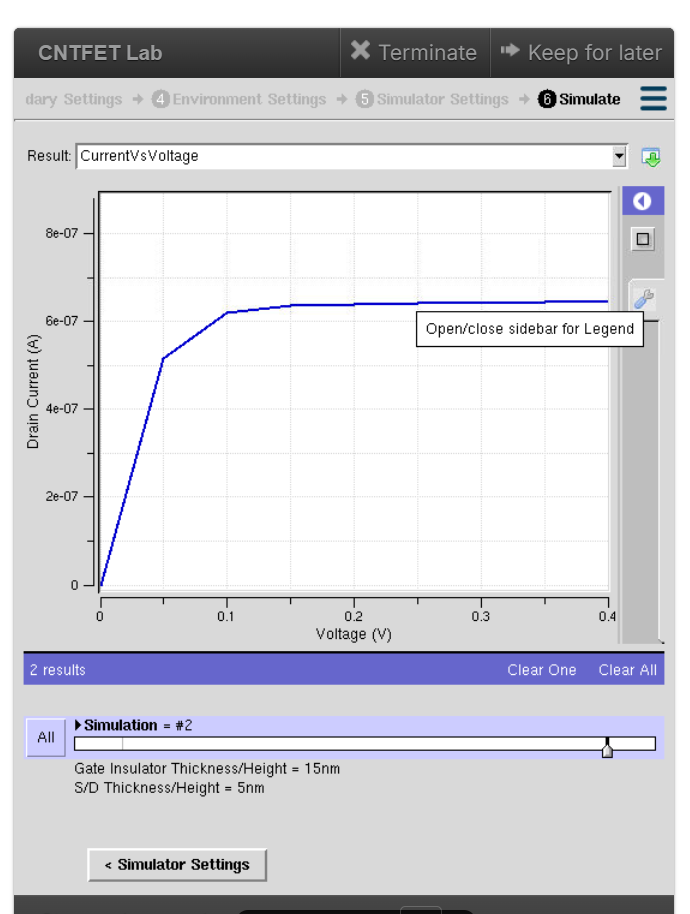 CNTFET Lab ✖ Terminate ➠ Keep for later
dary Settings → 4 Environment Settings → 5 Simulator Settings → 6 Simulate
Result: CurrentVsVoltage
8e-07
6e-07
4e-07
2e-07
0
Drain Current (A)
Open/close sidebar for Legend
0 0.1 0.2 0.3 0.4
Voltage (V)
2 results Clear One Clear All
All
Simulation = #2
Gate Insulator Thickness/Height = 15nm
S/D Thickness/Height = 5nm
< Simulator Settings